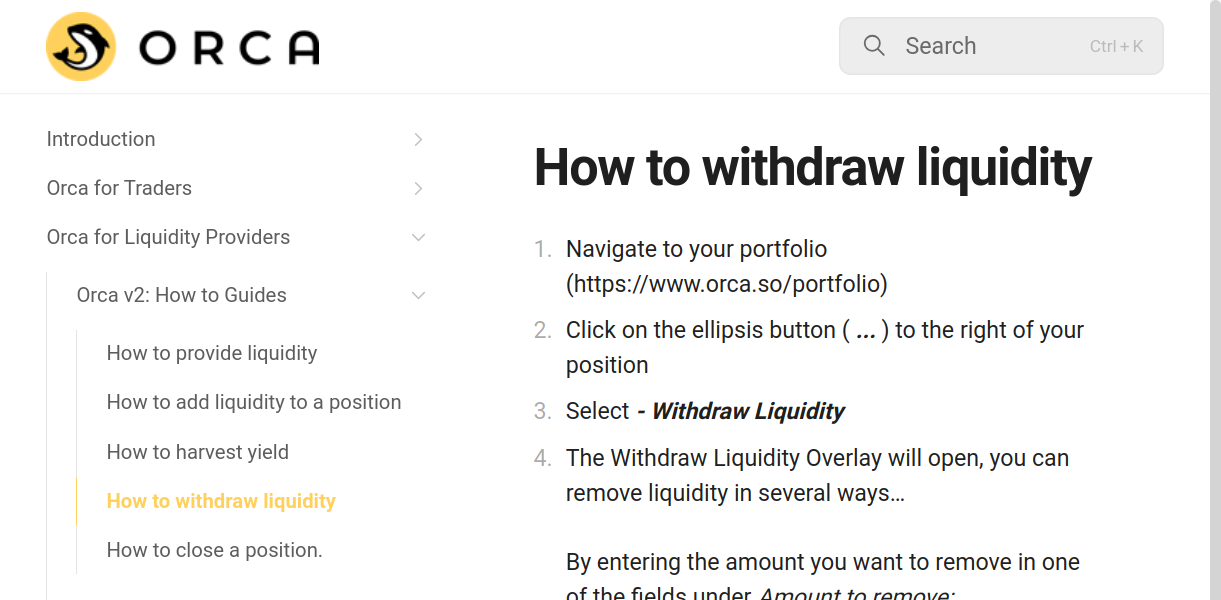 ORCA
Search
Ctrl + K
Introduction
Orca for Traders
Orca for Liquidity Providers
Orca v2: How to Guides
How to provide liquidity
How to add liquidity to a position
How to harvest yield
How to withdraw liquidity
How to close a position.
How to withdraw liquidity
1. Navigate to your portfolio
(https://www.orca.so/portfolio)
2. Click on the ellipsis button ( ... ) to the right of your
position
3. Select - Withdraw Liquidity
4. The Withdraw Liquidity Overlay will open, you can
remove liquidity in several ways…
By entering the amount you want to remove in one
of the fields under Amount to remove: